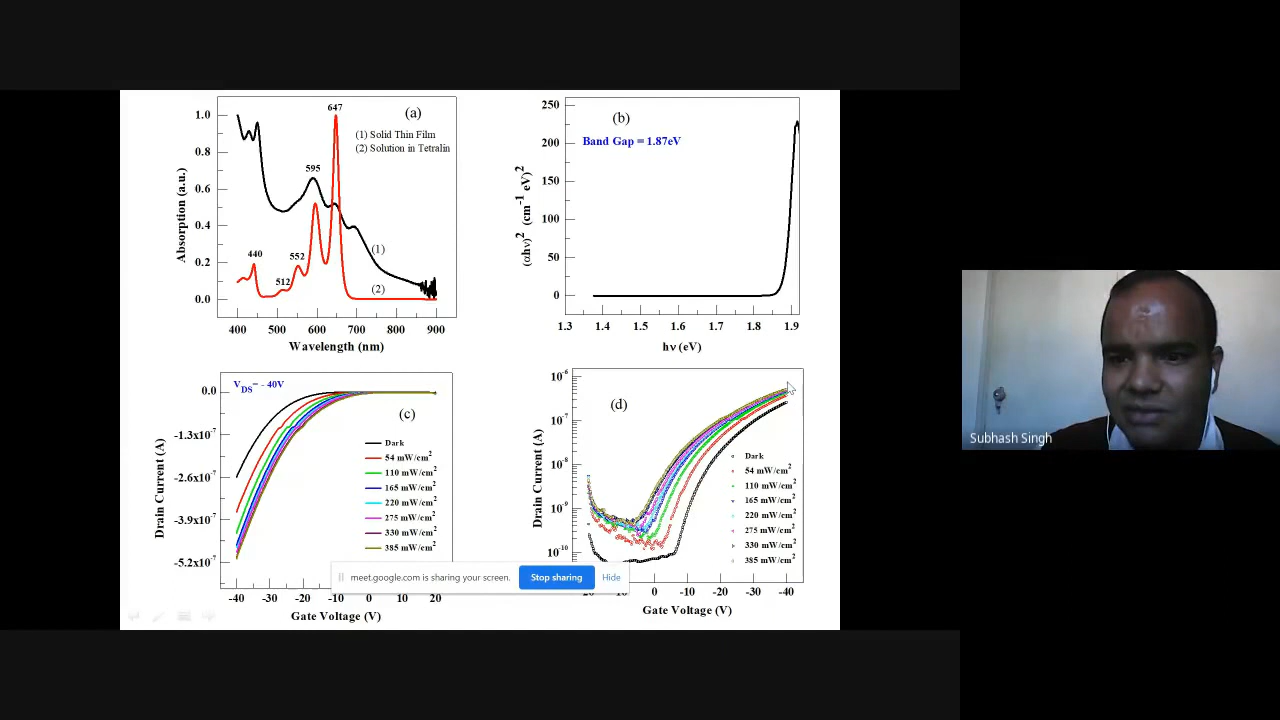 (a)
647
(1) Solid Thin Film
(2) Solution in Tetralin
595
440
512
552
(1)
(2)
1.0
0.8
0.6
0.4
0.2
0.0
Absorption (a.u.)
400 500 600 700 800 900
Wavelength (nm)
(b)
Band Gap = 1.87eV
250
200
150
100
50
0
(αhν)² (cm⁻¹ eV)²
1.3 1.4 1.5 1.6 1.7 1.8 1.9
hν (eV)
V_DS = - 40V
(c)
0.0
-1.3x10⁻⁷
-2.6x10⁻⁷
-3.9x10⁻⁷
-5.2x10⁻⁷
Drain Current (A)
Dark
54 mW/cm²
110 mW/cm²
165 mW/cm²
220 mW/cm²
275 mW/cm²
330 mW/cm²
385 mW/cm²
-40 -30 -20 -10 0 10 20
Gate Voltage (V)
(d)
10⁻⁶
10⁻⁷
10⁻⁸
10⁻⁹
10⁻¹⁰
Drain Current (A)
Dark
54 mW/cm²
110 mW/cm²
165 mW/cm²
220 mW/cm²
275 mW/cm²
330 mW/cm²
385 mW/cm²
0 -10 -20 -30 -40
Gate Voltage (V)
meet.google.com is sharing your screen.
Stop sharing
Hide
Subhash Singh